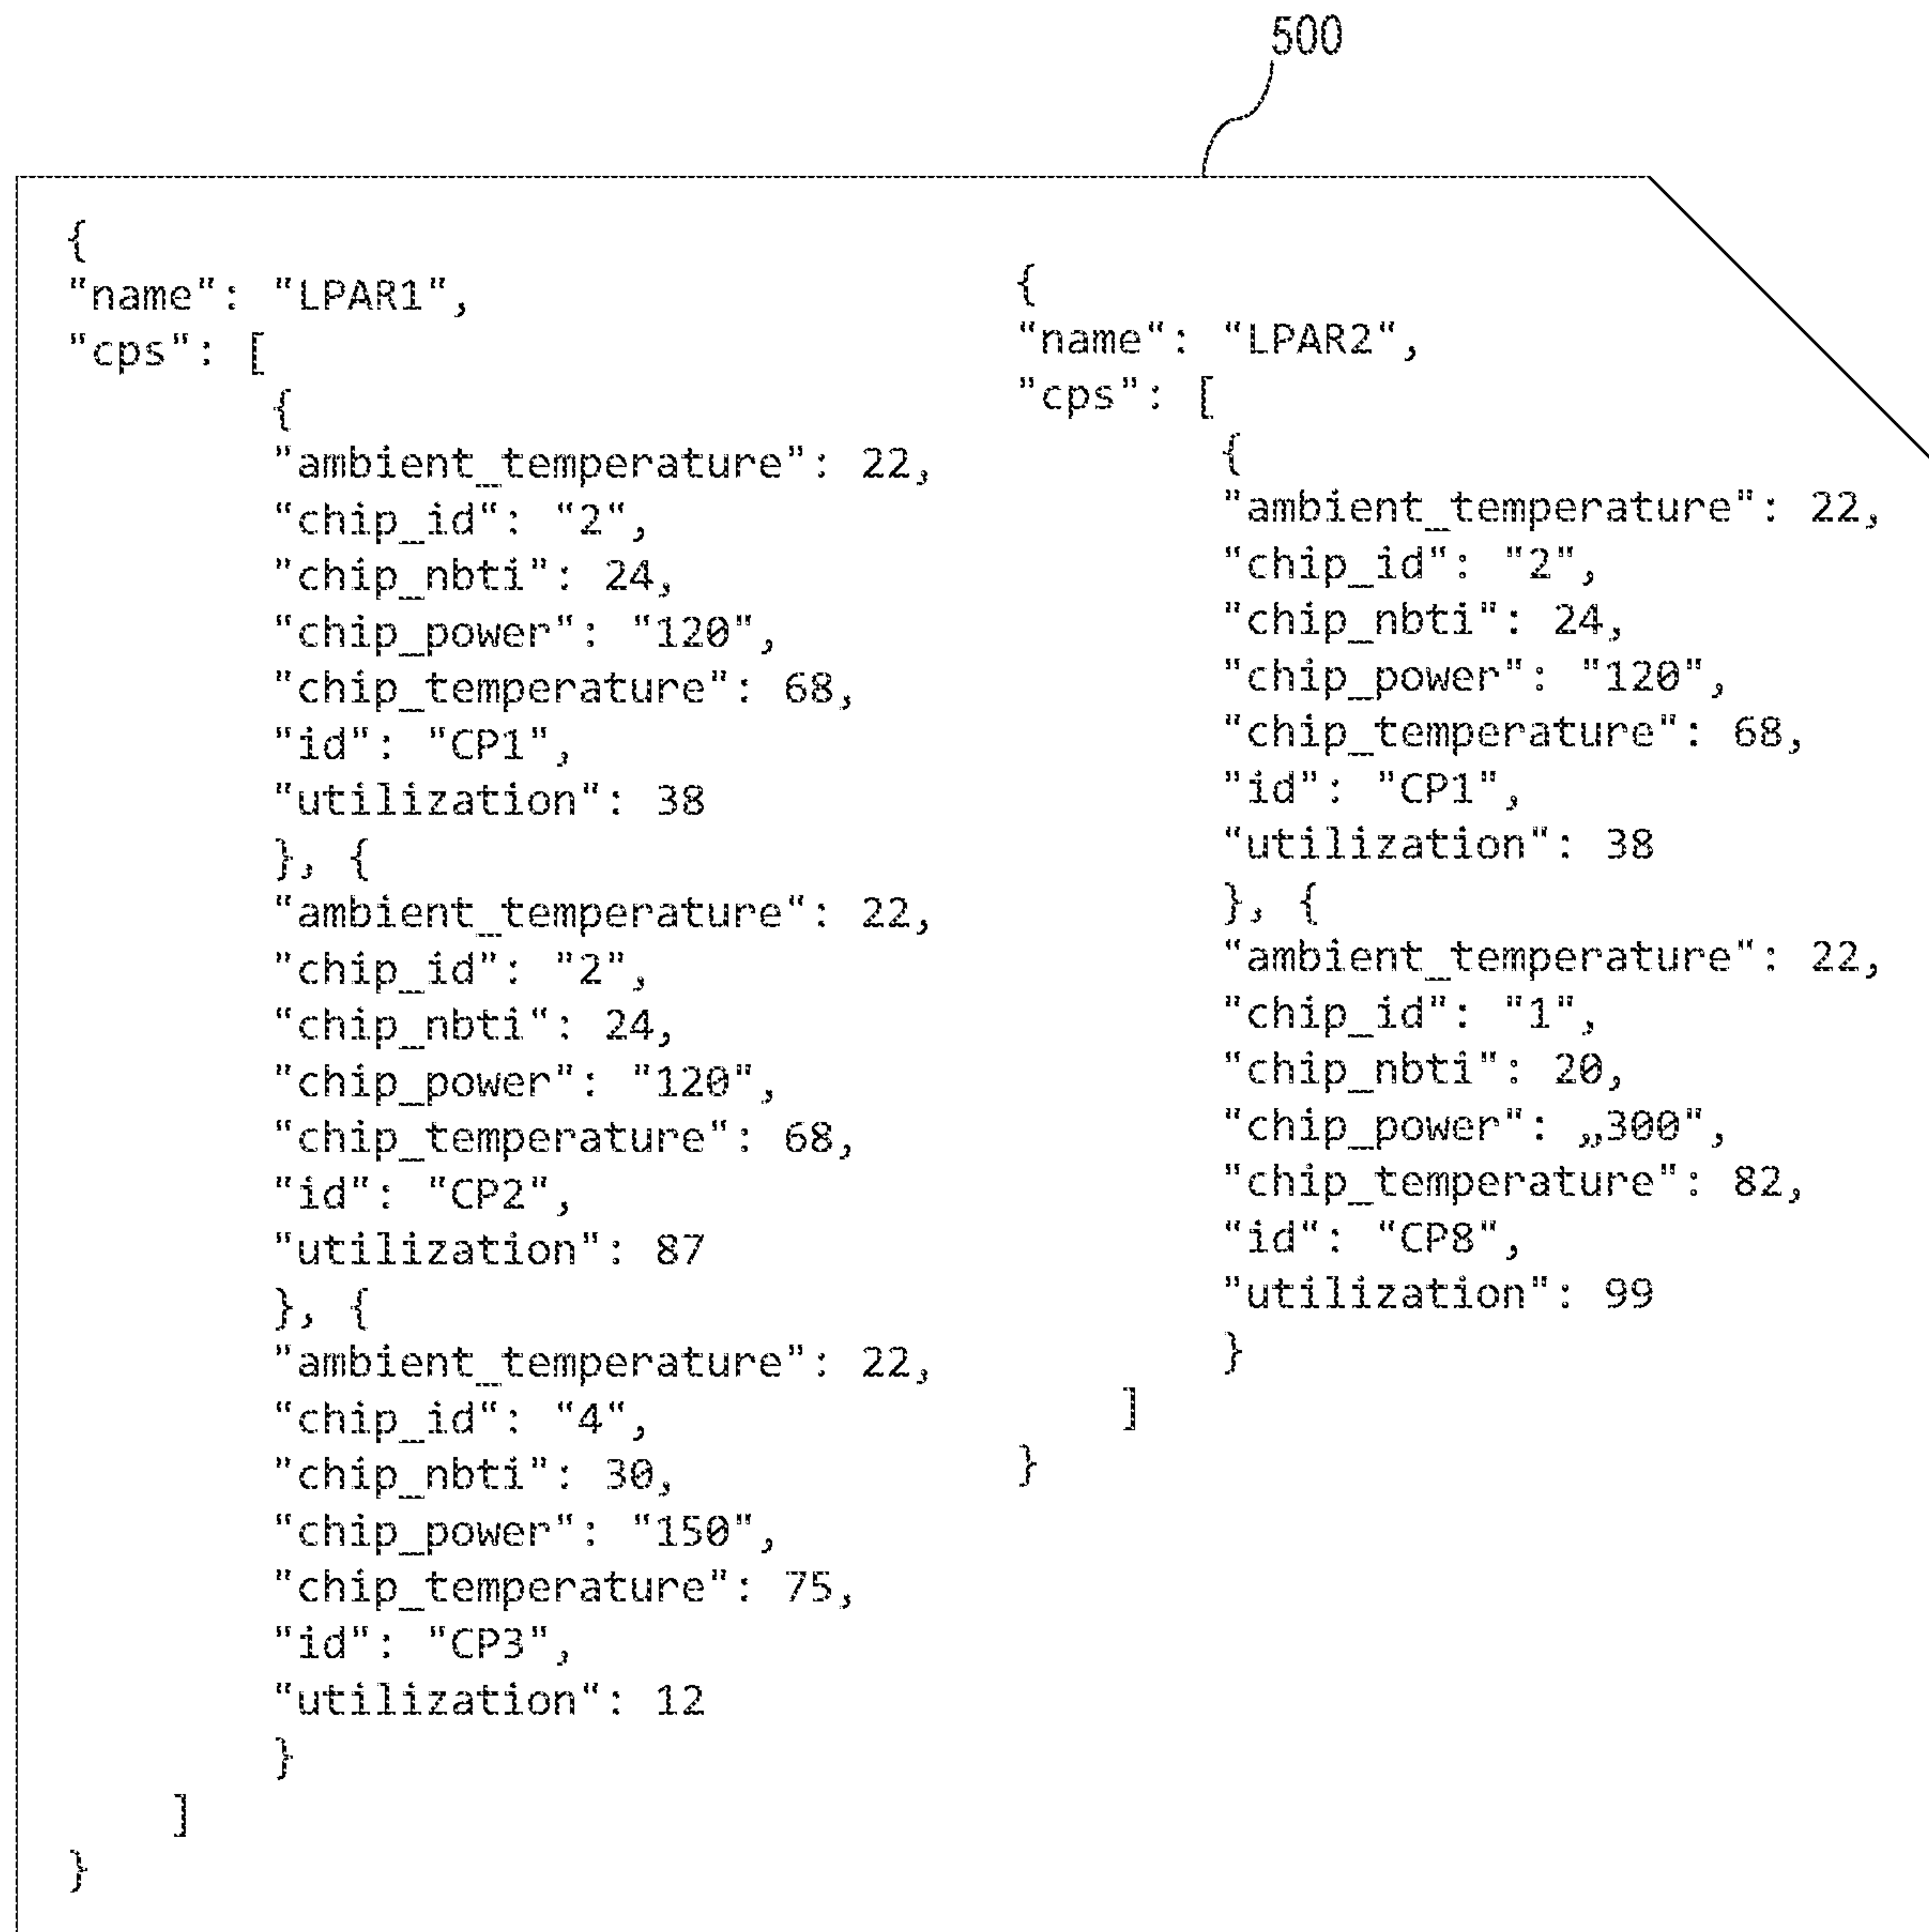 500
{
"name": "LPAR1",
"cps": [
{
"ambient_temperature": 22,
"chip_id": "2",
"chip_nbti": 24,
"chip_power": "120",
"chip_temperature": 68,
"id": "CP1",
"utilization": 38
}, {
"ambient_temperature": 22,
"chip_id": "2",
"chip_nbti": 24,
"chip_power": "120",
"chip_temperature": 68,
"id": "CP2",
"utilization": 87
}, {
"ambient_temperature": 22,
"chip_id": "4",
"chip_nbti": 30,
"chip_power": "150",
"chip_temperature": 75,
"id": "CP3",
"utilization": 12
}
]
}
{
"name": "LPAR2",
"cps": [
{
"ambient_temperature": 22,
"chip_id": "2",
"chip_nbti": 24,
"chip_power": "120",
"chip_temperature": 68,
"id": "CP1",
"utilization": 38
}, {
"ambient_temperature": 22,
"chip_id": "1",
"chip_nbti": 20,
"chip_power": „300",
"chip_temperature": 82,
"id": "CP8",
"utilization": 99
}
]
}